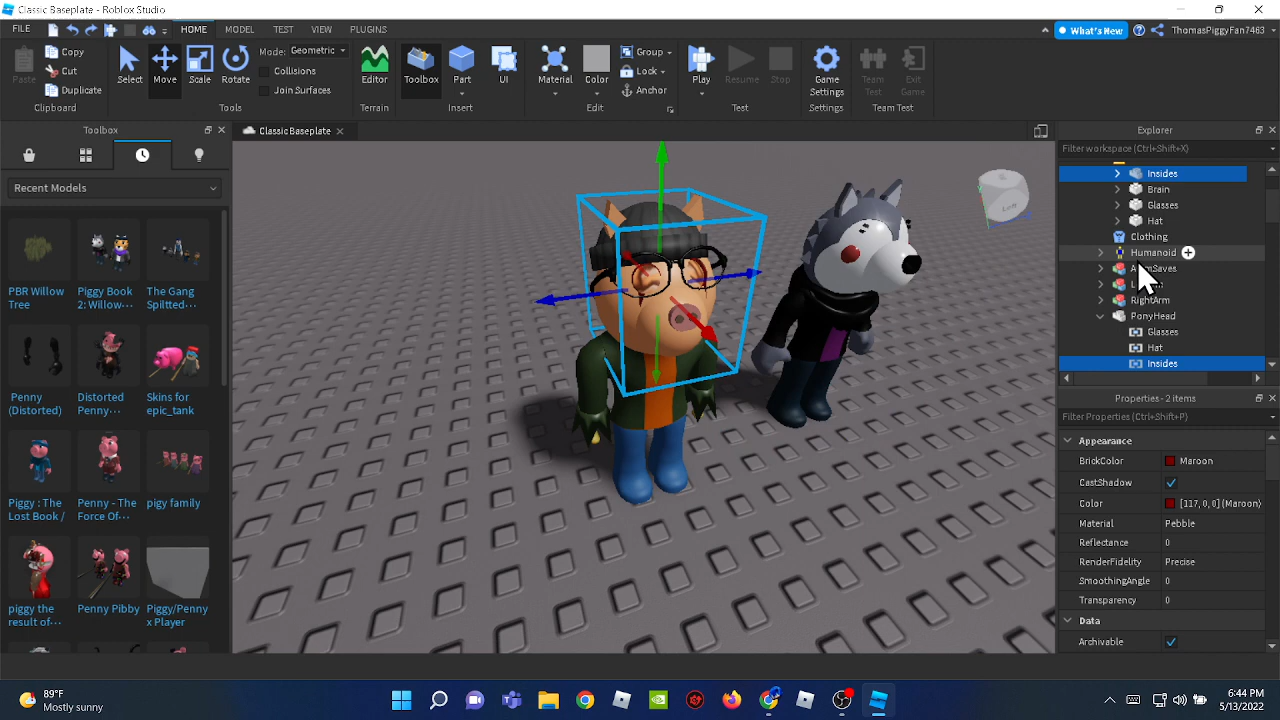 Classic Baseplate - Roblox Studio
FILE HOME MODEL TEST VIEW PLUGINS What's New ThomasPiggyFan7463
Paste Copy Cut Duplicate
Clipboard
Select Move Scale Rotate Mode: Geometric Collisions Join Surfaces
Tools
Editor
Terrain
Toolbox Part UI
Insert
Material Color Group Lock Anchor
Edit
Play Resume Stop
Test
Game Settings
Settings
Team Test Exit Game
Team Test
Toolbox
Classic Baseplate
Explorer
Filter workspace (Ctrl+Shift+X)
Recent Models
PBR Willow Tree
Piggy Book 2: Willow···
The Gang Spiltted···
Penny (Distorted)
Distorted Penny···
Skins for epic_tank
Piggy : The Lost Book /
Penny - The Force Of···
pigy family
piggy the result of···
Penny Pibby
Piggy/Penny x Player
Left
Insides
Brain
Glasses
Hat
Clothing
Humanoid
RightArm
PonyHead
Glasses
Hat
Insides
Properties - 2 items
Filter Properties (Ctrl+Shift+P)
Appearance
BrickColor Maroon
CastShadow
Color [117,0,0](Maroon)
Material Pebble
Reflectance 0
RenderFidelity Precise
SmoothingAngle 0
Transparency 0
Data
Archivable
89°F
Mostly sunny
6:44 PM
5/13/2022